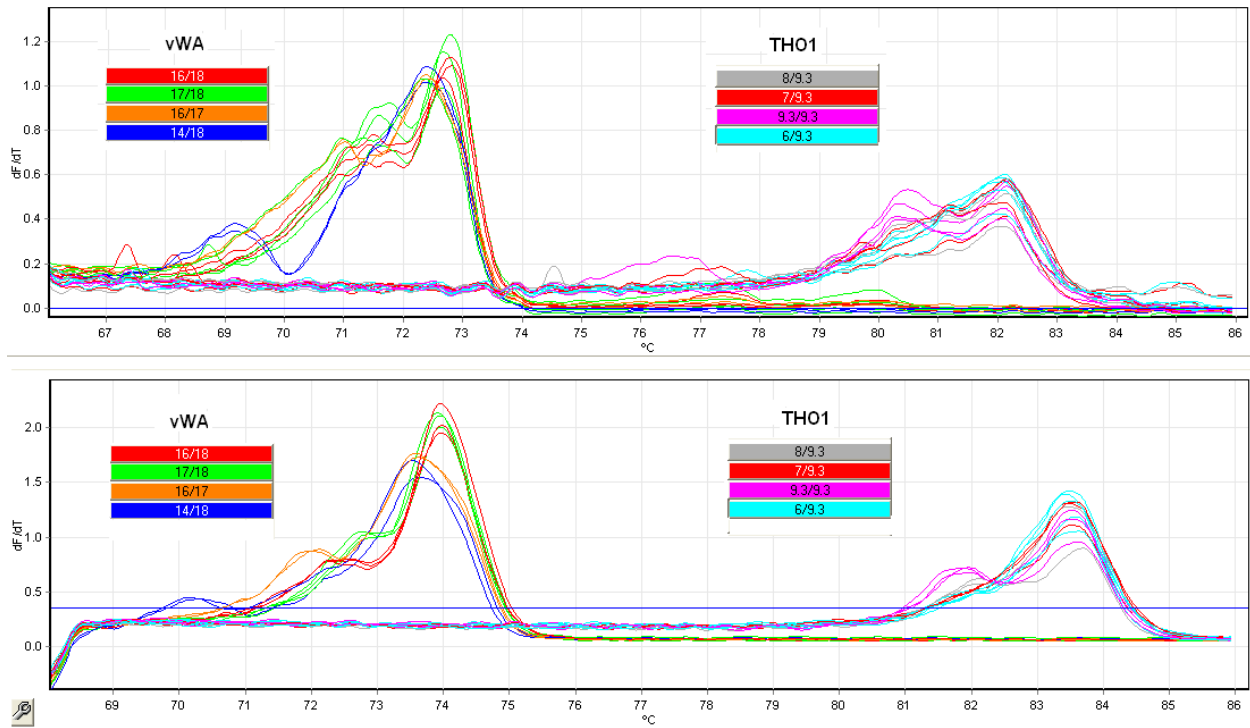 vWA
16/18
17/18
16/17
14/18
THO1
8/9.3
7/9.3
9.3/9.3
6/9.3
dF/dT
1.2
1.0
0.8
0.6
0.4
0.2
0.0
67 68 69 70 71 72 73 74 75 76 77 78 79 80 81 82 83 84 85 86
°C
vWA
16/18
17/18
16/17
14/18
THO1
8/9.3
7/9.3
9.3/9.3
6/9.3
dF/dT
2.0
1.5
1.0
0.5
0.0
69 70 71 72 73 74 75 76 77 78 79 80 81 82 83 84 85 86
°C